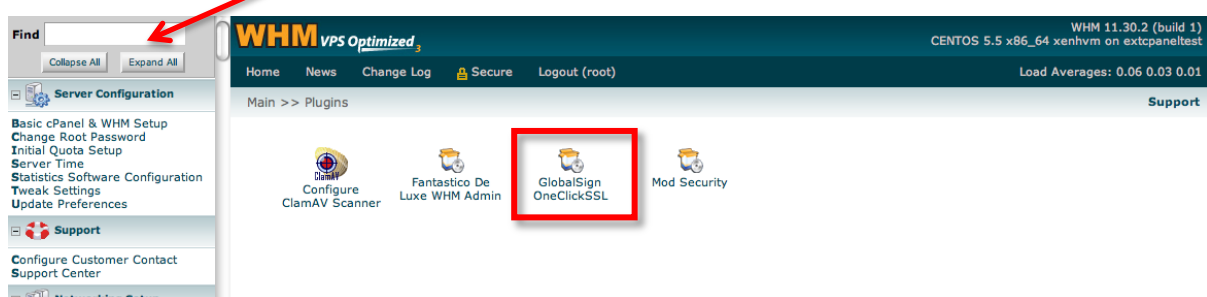 Find
Collapse All Expand All
Server Configuration
Basic cPanel & WHM Setup
Change Root Password
Initial Quota Setup
Server Time
Statistics Software Configuration
Tweak Settings
Update Preferences
Support
Configure Customer Contact
Support Center
Networking Setup
WHM VPS Optimized 3
WHM 11.30.2 (build 1)
CENTOS 5.5 x86_64 xenhvm on extcpaneltest
Home News Change Log Secure Logout (root)
Load Averages: 0.06 0.03 0.01
Main >> Plugins
Support
ClamAV
Configure
ClamAV Scanner
Fantastico De
Luxe WHM Admin
GlobalSign
OneClickSSL
Mod Security